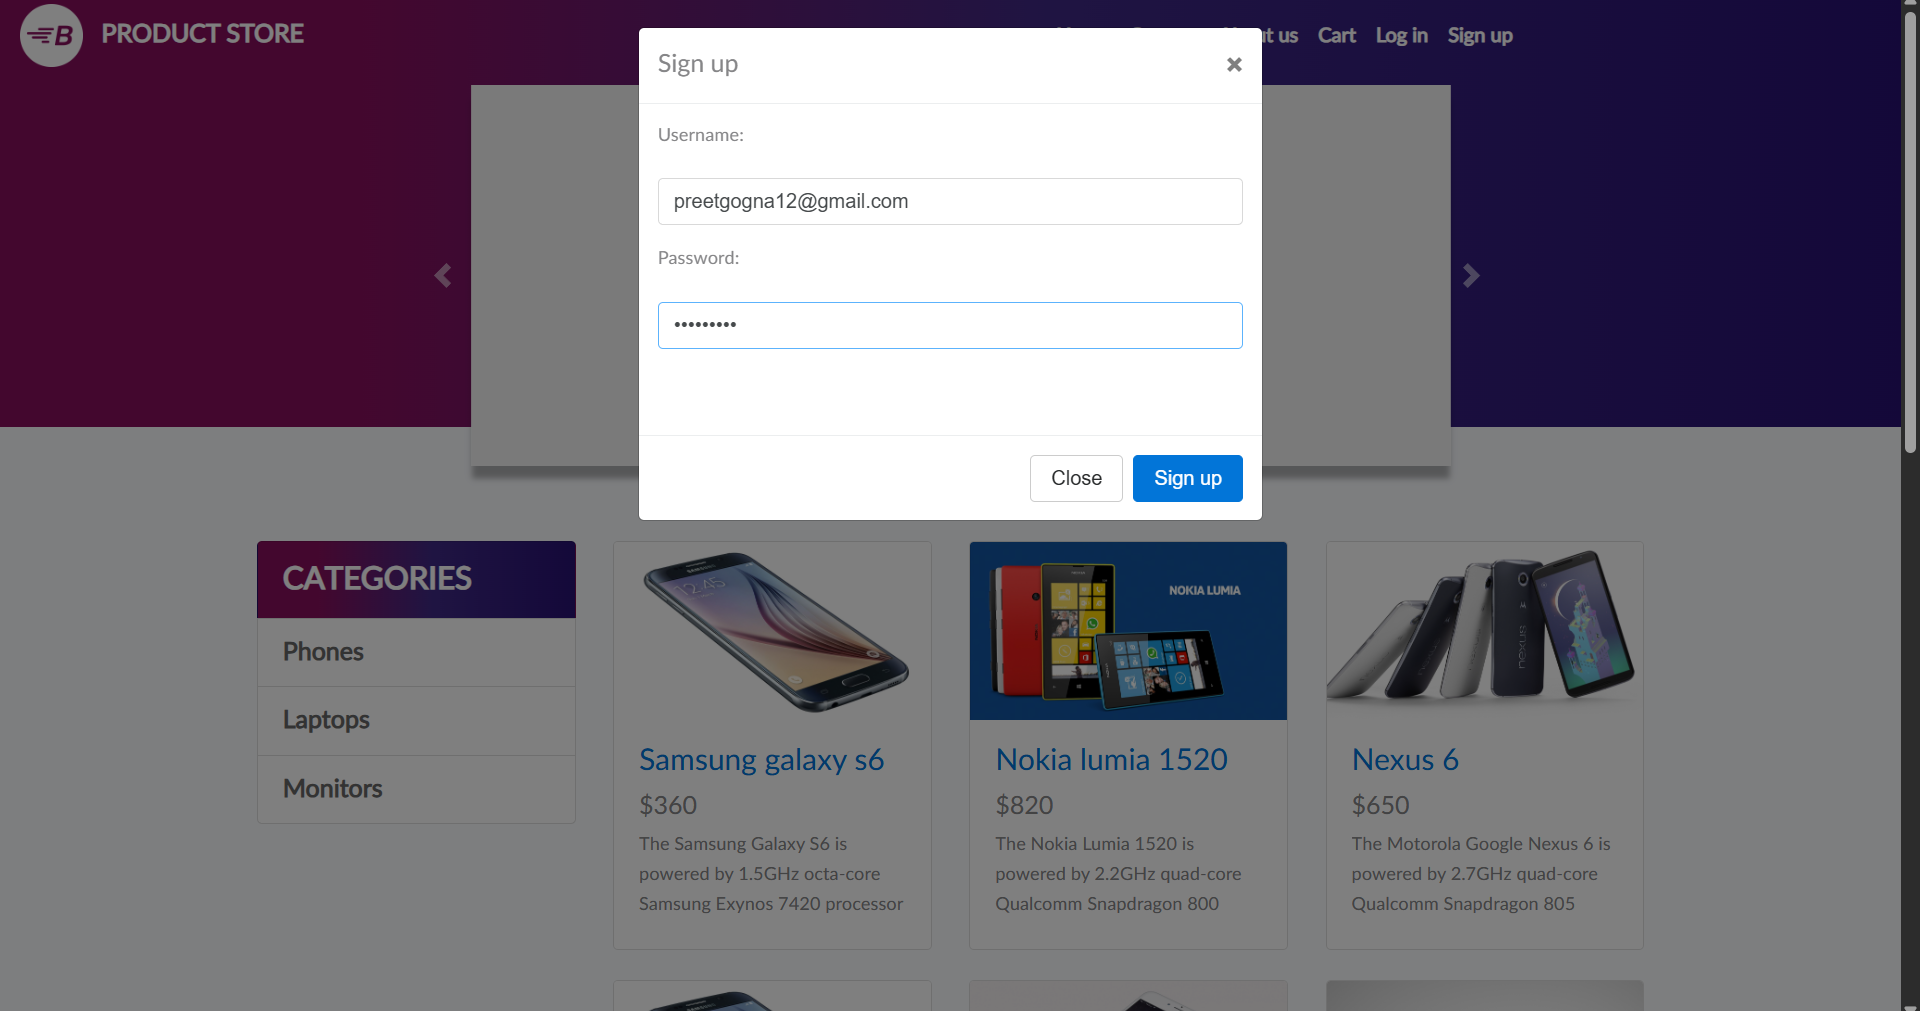 B PRODUCT STORE
t us Cart Log in Sign up
Sign up
Username:
preetgogna12@gmail.com
Password:
•••••••••
Close Sign up
CATEGORIES
Phones
Laptops
Monitors
12:45
NOKIA LUMIA
Samsung galaxy s6
$360
The Samsung Galaxy S6 is
powered by 1.5GHz octa-core
Samsung Exynos 7420 processor
Nokia lumia 1520
$820
The Nokia Lumia 1520 is
powered by 2.2GHz quad-core
Qualcomm Snapdragon 800
Nexus 6
$650
The Motorola Google Nexus 6 is
powered by 2.7GHz quad-core
Qualcomm Snapdragon 805